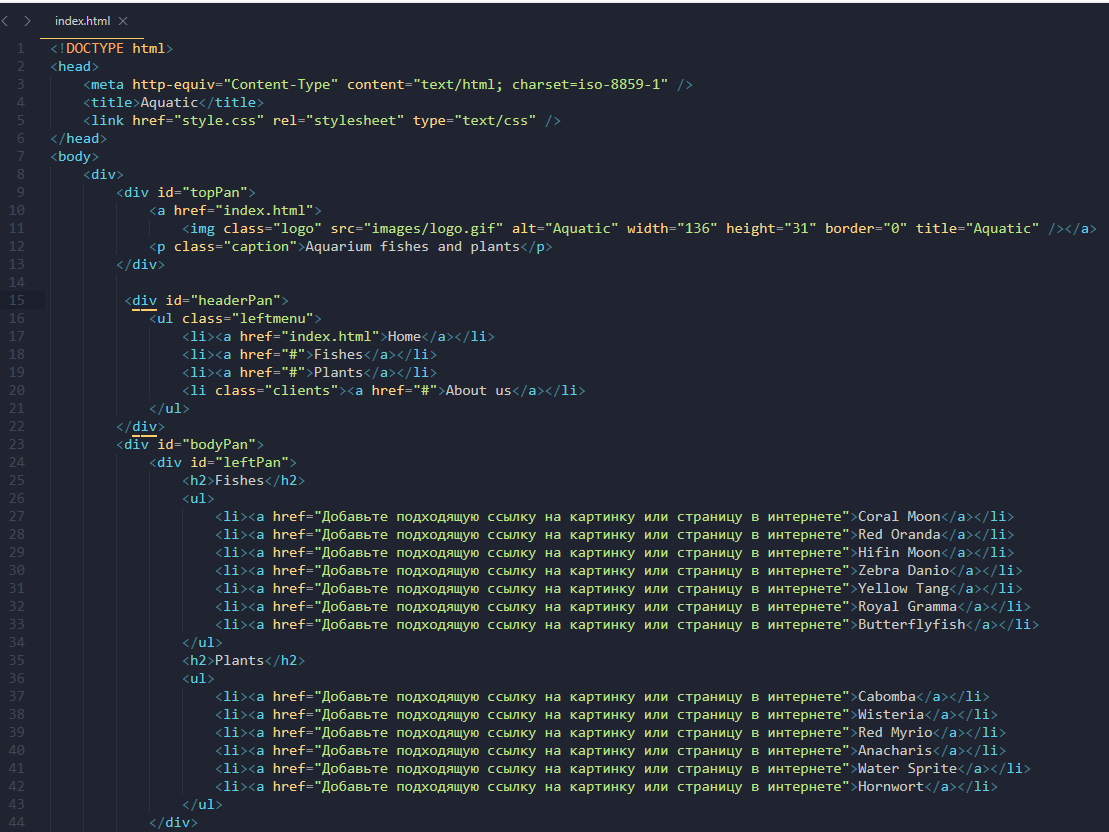 index.html ×
1 <!DOCTYPE html>
2 <head>
3     <meta http-equiv="Content-Type" content="text/html; charset=iso-8859-1" />
4     <title>Aquatic</title>
5     <link href="style.css" rel="stylesheet" type="text/css" />
6 </head>
7 <body>
8     <div>
9         <div id="topPan">
10             <a href="index.html">
11                 <img class="logo" src="images/logo.gif" alt="Aquatic" width="136" height="31" border="0" title="Aquatic" /></a>
12             <p class="caption">Aquarium fishes and plants</p>
13         </div>
14
15          <div id="headerPan">
16             <ul class="leftmenu">
17                 <li><a href="index.html">Home</a></li>
18                 <li><a href="#">Fishes</a></li>
19                 <li><a href="#">Plants</a></li>
20                 <li class="clients"><a href="#">About us</a></li>
21             </ul>
22         </div>
23         <div id="bodyPan">
24             <div id="leftPan">
25                 <h2>Fishes</h2>
26                 <ul>
27                     <li><a href="Добавьте подходящую ссылку на картинку или страницу в интернете">Coral Moon</a></li>
28                     <li><a href="Добавьте подходящую ссылку на картинку или страницу в интернете">Red Oranda</a></li>
29                     <li><a href="Добавьте подходящую ссылку на картинку или страницу в интернете">Hifin Moon</a></li>
30                     <li><a href="Добавьте подходящую ссылку на картинку или страницу в интернете">Zebra Danio</a></li>
31                     <li><a href="Добавьте подходящую ссылку на картинку или страницу в интернете">Yellow Tang</a></li>
32                     <li><a href="Добавьте подходящую ссылку на картинку или страницу в интернете">Royal Gramma</a></li>
33                     <li><a href="Добавьте подходящую ссылку на картинку или страницу в интернете">Butterflyfish</a></li>
34                 </ul>
35                 <h2>Plants</h2>
36                 <ul>
37                     <li><a href="Добавьте подходящую ссылку на картинку или страницу в интернете">Cabomba</a></li>
38                     <li><a href="Добавьте подходящую ссылку на картинку или страницу в интернете">Wisteria</a></li>
39                     <li><a href="Добавьте подходящую ссылку на картинку или страницу в интернете">Red Myrio</a></li>
40                     <li><a href="Добавьте подходящую ссылку на картинку или страницу в интернете">Anacharis</a></li>
41                     <li><a href="Добавьте подходящую ссылку на картинку или страницу в интернете">Water Sprite</a></li>
42                     <li><a href="Добавьте подходящую ссылку на картинку или страницу в интернете">Hornwort</a></li>
43                 </ul>
44             </div>